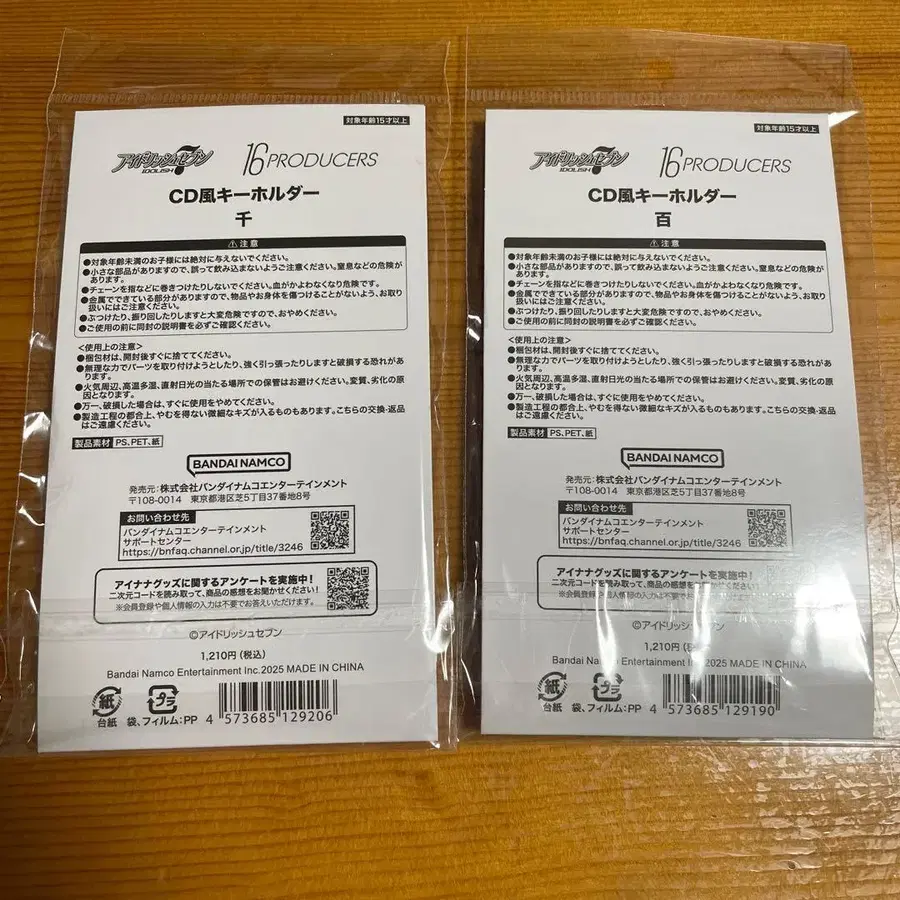 対象年齢15才以上
アイドリッシュセブン
IDOLiSH7
16 PRODUCERS
CD風キーホルダー
千
⚠注意
●対象年齢未満のお子様には絶対に与えないでください。
●小さな部品がありますので、誤って飲み込まないようご注意ください。窒息などの危険が
あります。
●チェーンを指などに巻きつけたりしないでください。血がかよわなくなり危険です。
●金属でできている部分がありますので、物品やお身体を傷つけることがないよう、お取り
扱いにはご注意ください。
●ぶつけたり、振り回したりしますと大変危険ですので、おやめください。
●ご使用の前に同封の説明書を必ずご確認ください。
<使用上の注意>
●梱包材は、開封後すぐに捨ててください。
●無理な力でパーツを取り付けようとしたり、強く引っ張ったりしますと破損する恐れがあり
ます。
●火気周辺、高温多湿、直射日光の当たる場所での保管はお避けください。変質、劣化の原
因となります。
●万一、破損した場合は、すぐに使用をやめてください。
●製造工程の都合上、やむを得ない微細なキズが入るものもあります。こちらの交換・返品
はご遠慮ください。
製品素材 PS、PET、紙
BANDAI NAMCO
発売元:株式会社バンダイナムコエンターテインメント
〒108-0014 東京都港区芝5丁目37番地8号
お問い合わせ先
バンダイナムコエンターテインメント
サポートセンター
https://bnfaq.channel.or.jp/title/3246
アイナナグッズに関するアンケートを実施中!
二次元コードを読み取って、商品の感想をお聞かせください!
※会員登録や個人情報の入力は不要でお答えいただけます。
©アイドリッシュセブン
1,210円(税込)
Bandai Namco Entertainment Inc.2025 MADE IN CHINA
紙 プラ
台紙 袋、フィルム:PP 4 573685 129206
対象年齢15才以上
アイドリッシュセブン
IDOLiSH7
16 PRODUCERS
CD風キーホルダー
百
⚠注意
●対象年齢未満のお子様には絶対に与えないでください。
●小さな部品がありますので、誤って飲み込まないようご注意ください。窒息などの危険が
あります。
●チェーンを指などに巻きつけたりしないでください。血がかよわなくなり危険です。
●金属でできている部分がありますので、物品やお身体を傷つけることがないよう、お取り
扱いにはご注意ください。
●ぶつけたり、振り回したりしますと大変危険ですので、おやめください。
●ご使用の前に同封の説明書を必ずご確認ください。
<使用上の注意>
●梱包材は、開封後すぐに捨ててください。
●無理な力でパーツを取り付けようとしたり、強く引っ張ったりしますと破損する恐れがあり
ます。
●火気周辺、高温多湿、直射日光の当たる場所での保管はお避けください。変質、劣化の原
因となります。
●万一、破損した場合は、すぐに使用をやめてください。
●製造工程の都合上、やむを得ない微細なキズが入るものもあります。こちらの交換・返品
はご遠慮ください。
製品素材 PS、PET、紙
BANDAI NAMCO
発売元:株式会社バンダイナムコエンターテインメント
〒108-0014 東京都港区芝5丁目37番地8号
お問い合わせ先
バンダイナムコエンターテインメント
サポートセンター
https://bnfaq.channel.or.jp/title/3246
アイナナグッズに関するアンケートを実施中!
二次元コードを読み取って、商品の感想をお聞かせください!
※会員登録や個人情報の入力は不要でお答えいただけます。
©アイドリッシュセブン
1,210円(税込)
Bandai Namco Entertainment Inc.2025 MADE IN CHINA
紙 プラ
台紙 袋、フィルム:PP 4 573685 129190